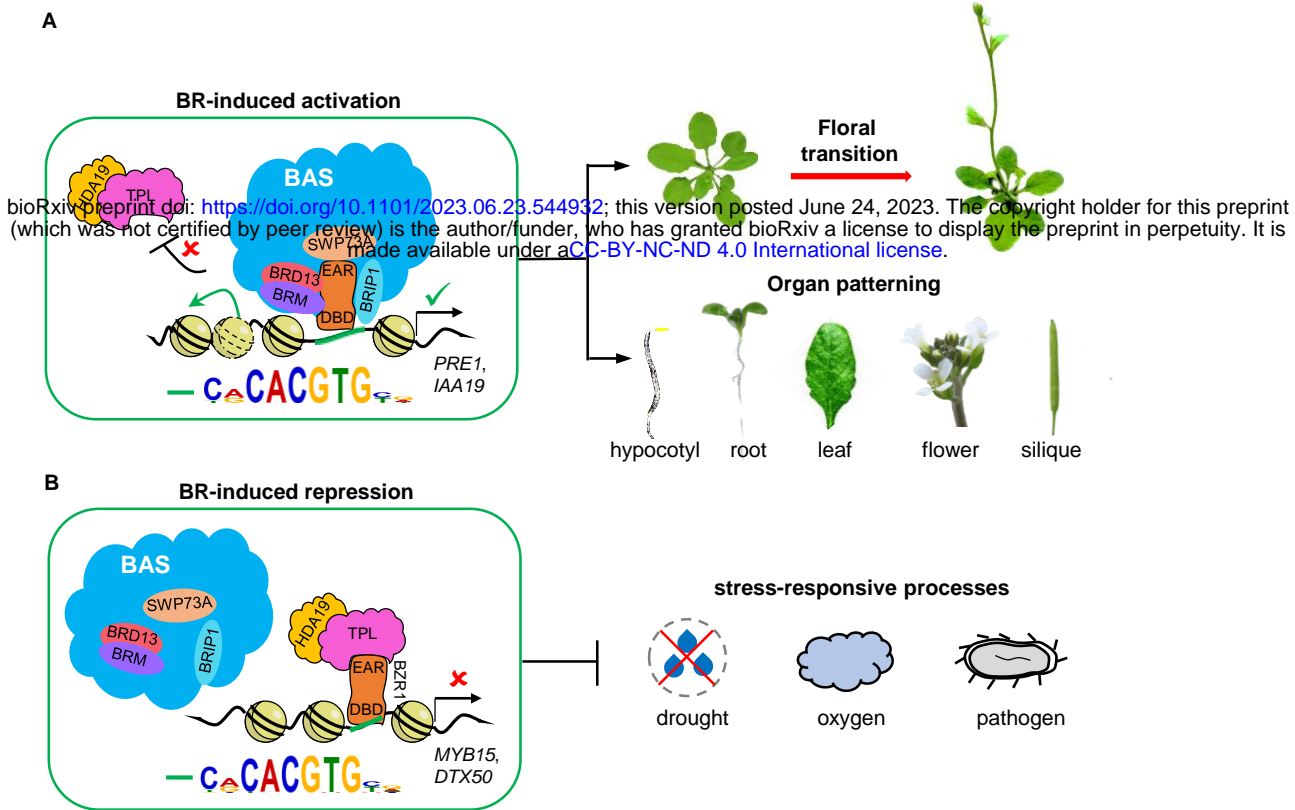 A
BR-induced activation
Floral
transition
HDA19
TPL
BAS
bioRxiv preprint doi: https://doi.org/10.1101/2023.06.23.544932; this version posted June 24, 2023. The copyright holder for this preprint
(which was not certified by peer review) is the author/funder, who has granted bioRxiv a license to display the preprint in perpetuity. It is
made available under aCC-BY-NC-ND 4.0 International license.
SWP73A
BRD13
EAR
BRIP1
BRM
DBD
Organ patterning
PRE1,
IAA19
CACACGTG
hypocotyl root leaf flower silique
B
BR-induced repression
BAS
SWP73A
BRD13
BRM
BRIP1
HDA19
TPL
EAR
BZR1
DBD
MYB15,
DTX50
CACACGTG
stress-responsive processes
drought oxygen pathogen